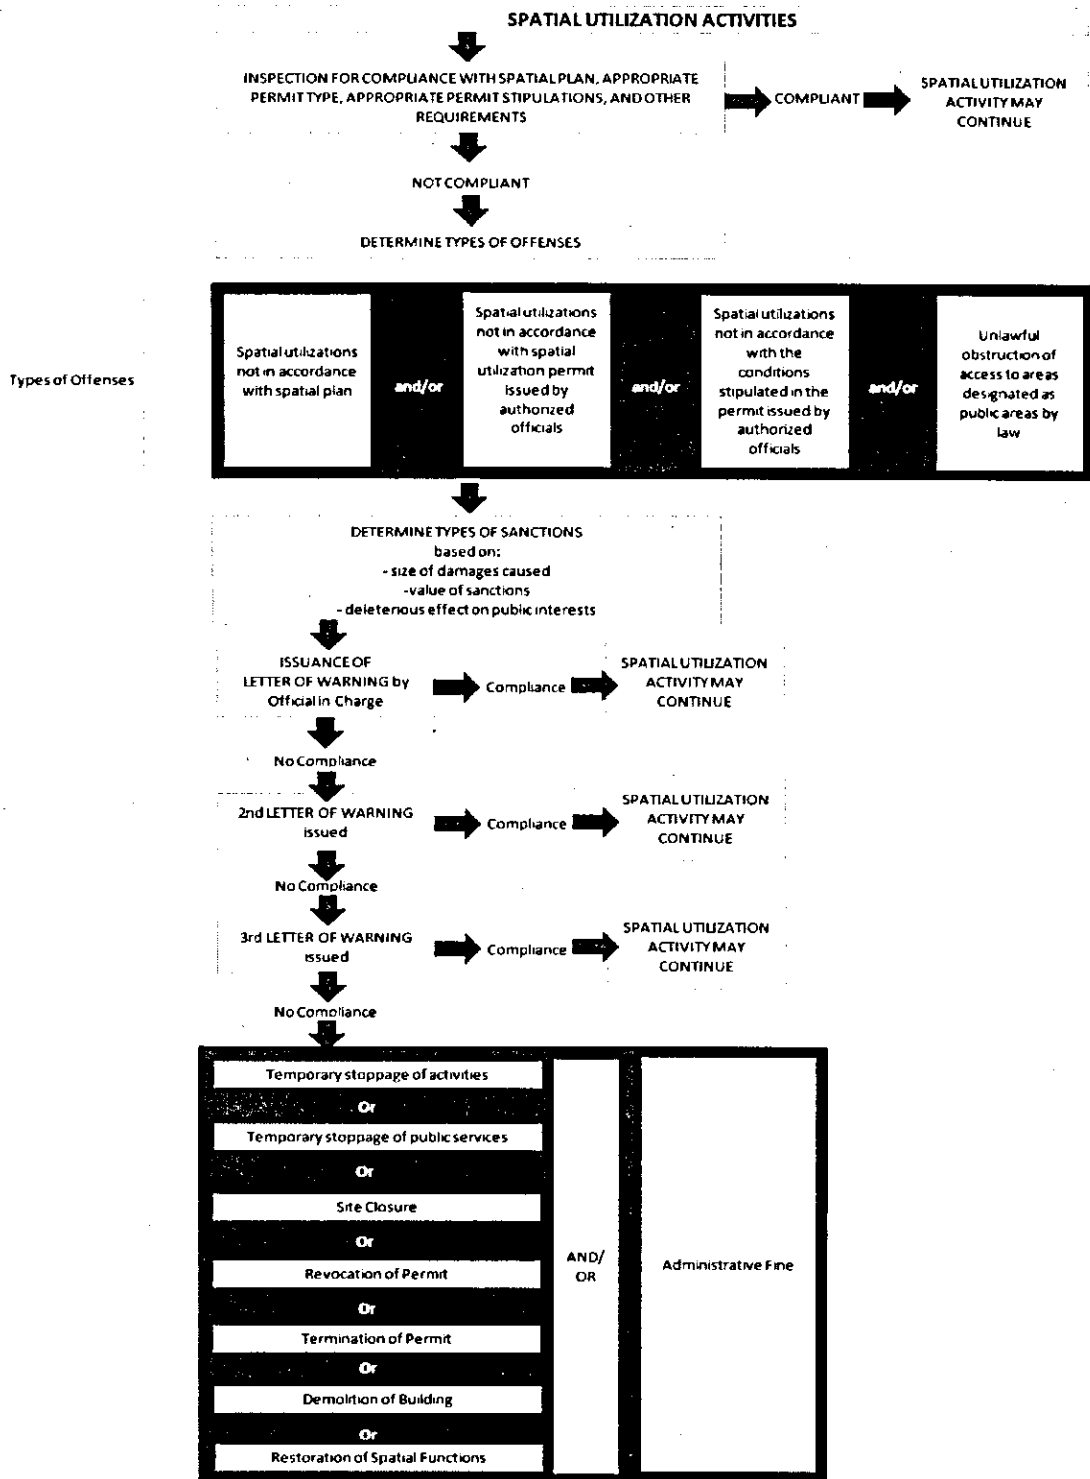 SPATIAL UTILIZATION ACTIVITIES
INSPECTION FOR COMPLIANCE WITH SPATIAL PLAN, APPROPRIATE
PERMIT TYPE, APPROPRIATE PERMIT STIPULATIONS, AND OTHER
REQUIREMENTS
COMPLIANT
SPATIAL UTILIZATION
ACTIVITY MAY
CONTINUE
NOT COMPLIANT
DETERMINE TYPES OF OFFENSES
Types of Offenses
Spatial utilizations
not in accordance
with spatial plan
and/or
Spatial utilizations
not in accordance
with spatial
utilization permit
issued by
authorized
officials
and/or
Spatial utilizations
not in accordance
with the
conditions
stipulated in the
permit issued by
authorized
officials
and/or
Unlawful
obstruction of
access to areas
designated as
public areas by
law
DETERMINE TYPES OF SANCTIONS
based on:
- size of damages caused
-value of sanctions
- deleterious effect on public interests
ISSUANCE OF
LETTER OF WARNING by
Official in Charge
Compliance
SPATIAL UTILIZATION
ACTIVITY MAY
CONTINUE
No Compliance
2nd LETTER OF WARNING
issued
Compliance
SPATIAL UTILIZATION
ACTIVITY MAY
CONTINUE
No Compliance
3rd LETTER OF WARNING
issued
Compliance
SPATIAL UTILIZATION
ACTIVITY MAY
CONTINUE
No Compliance
Temporary stoppage of activities
Or
Temporary stoppage of public services
Or
Site Closure
Or
Revocation of Permit
Or
Termination of Permit
Or
Demolition of Building
Or
Restoration of Spatial Functions
AND/
OR
Administrative Fine